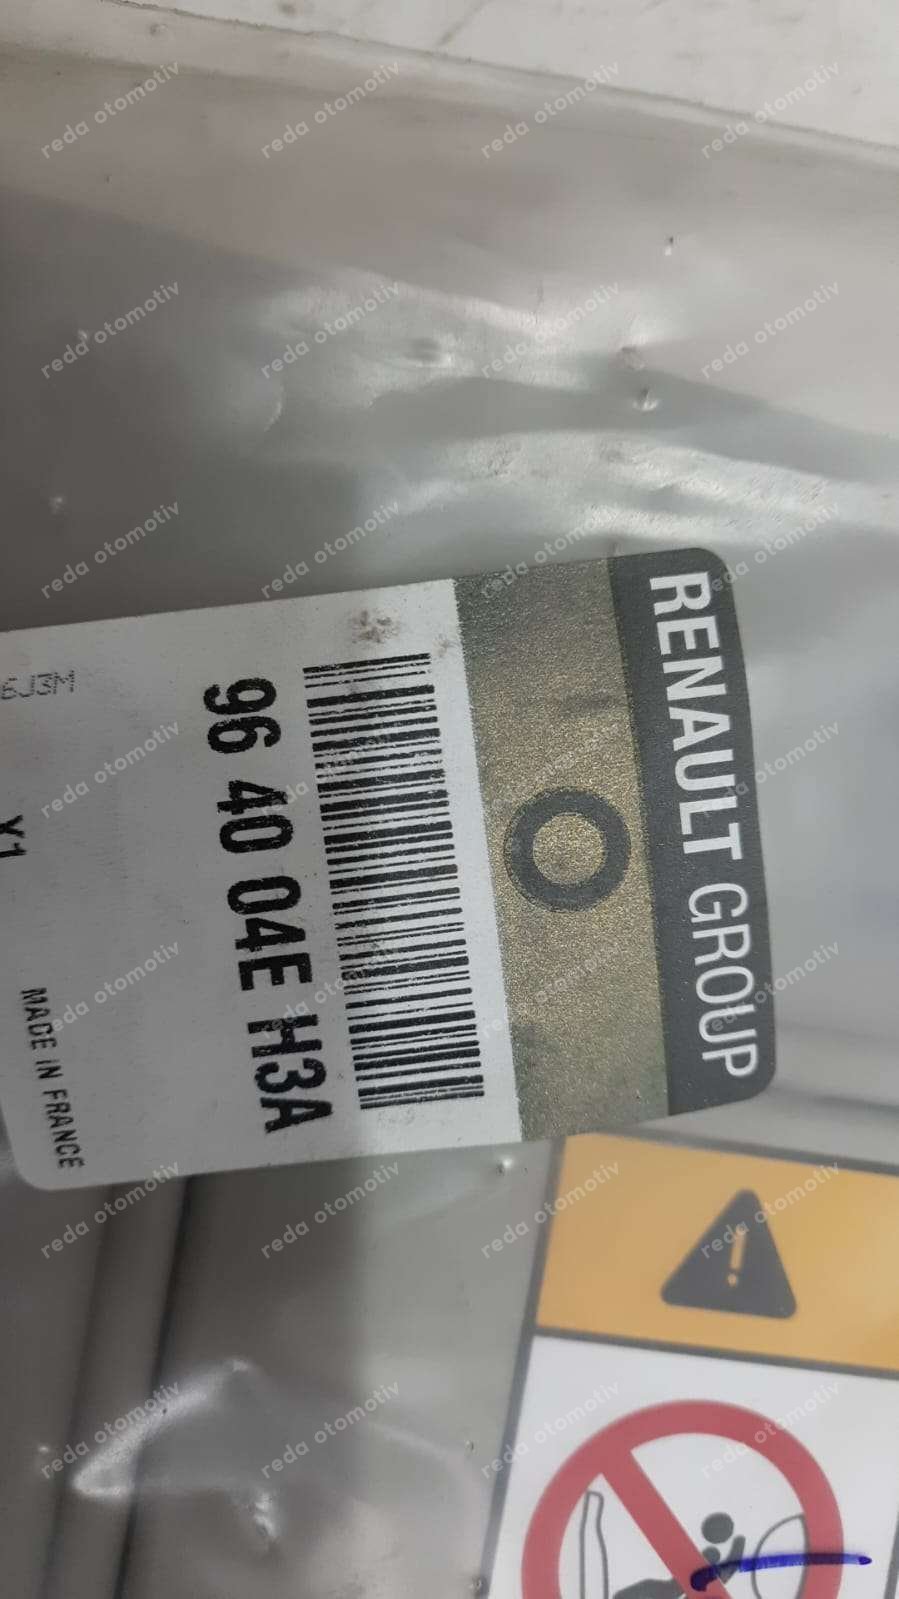 RENAULT GROUP
96 40 04E H3A
6J3M
X1
MADE IN FRANCE
reda otomotiv